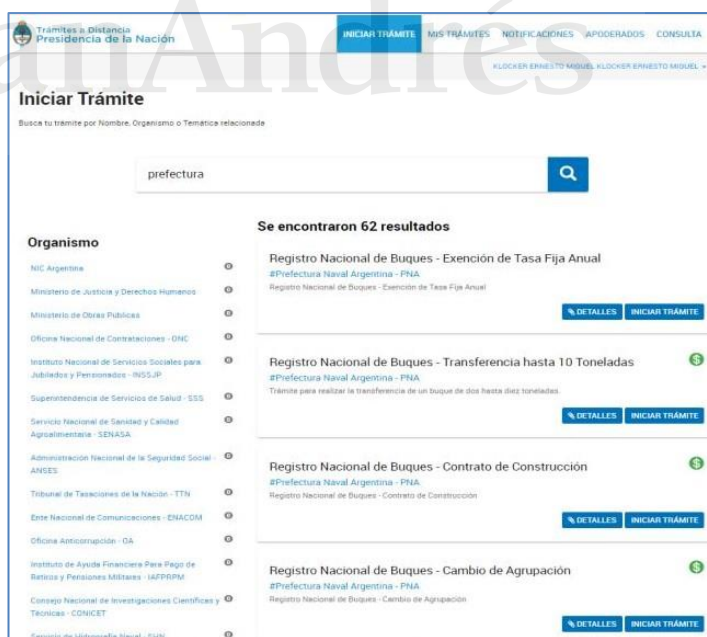 anAndrés
Trámites a Distancia
Presidencia de la Nación
INICIAR TRÁMITE MIS TRÁMITES NOTIFICACIONES APODERADOS CONSULTA
KLOCKER ERNESTO MIGUEL KLOCKER ERNESTO MIGUEL
Iniciar Trámite
Busca tu trámite por Nombre, Organismo o Temática relacionada
prefectura
Se encontraron 62 resultados
Organismo
NIC Argentina
Ministerio de Justicia y Derechos Humanos
Ministerio de Obras Publicas
Oficina Nacional de Contrataciones - ONC
Instituto Nacional de Servicios Sociales para
Jubilados y Pensionados - INSSJP
Superintendencia de Servicios de Salud - SSS
Servicio Nacional de Sanidad y Calidad
Agroalimentaria - SENASA
Administración Nacional de la Seguridad Social -
ANSES
Tribunal de Tasaciones de la Nación - TTN
Ente Nacional de Comunicaciones - ENACOM
Oficina Anticorrupción - OA
Instituto de Ayuda Financiera Para Pago de
Retiros y Pensiones Militares - IAFPRPM
Consejo Nacional de Investigaciones Científicas y
Técnicas - CONICET
Servicio de Hidrografía Naval - SHN
Registro Nacional de Buques - Exención de Tasa Fija Anual
#Prefectura Naval Argentina - PNA
Registro Nacional de Buques - Exención de Tasa Fija Anual
DETALLES INICIAR TRÁMITE
Registro Nacional de Buques - Transferencia hasta 10 Toneladas
#Prefectura Naval Argentina - PNA
Trámite para realizar la transferencia de un buque de dos hasta diez toneladas.
DETALLES INICIAR TRÁMITE
Registro Nacional de Buques - Contrato de Construcción
#Prefectura Naval Argentina - PNA
Registro Nacional de Buques - Contrato de Construcción
DETALLES INICIAR TRÁMITE
Registro Nacional de Buques - Cambio de Agrupación
#Prefectura Naval Argentina - PNA
Registro Nacional de Buques - Cambio de Agrupación
DETALLES INICIAR TRÁMITE